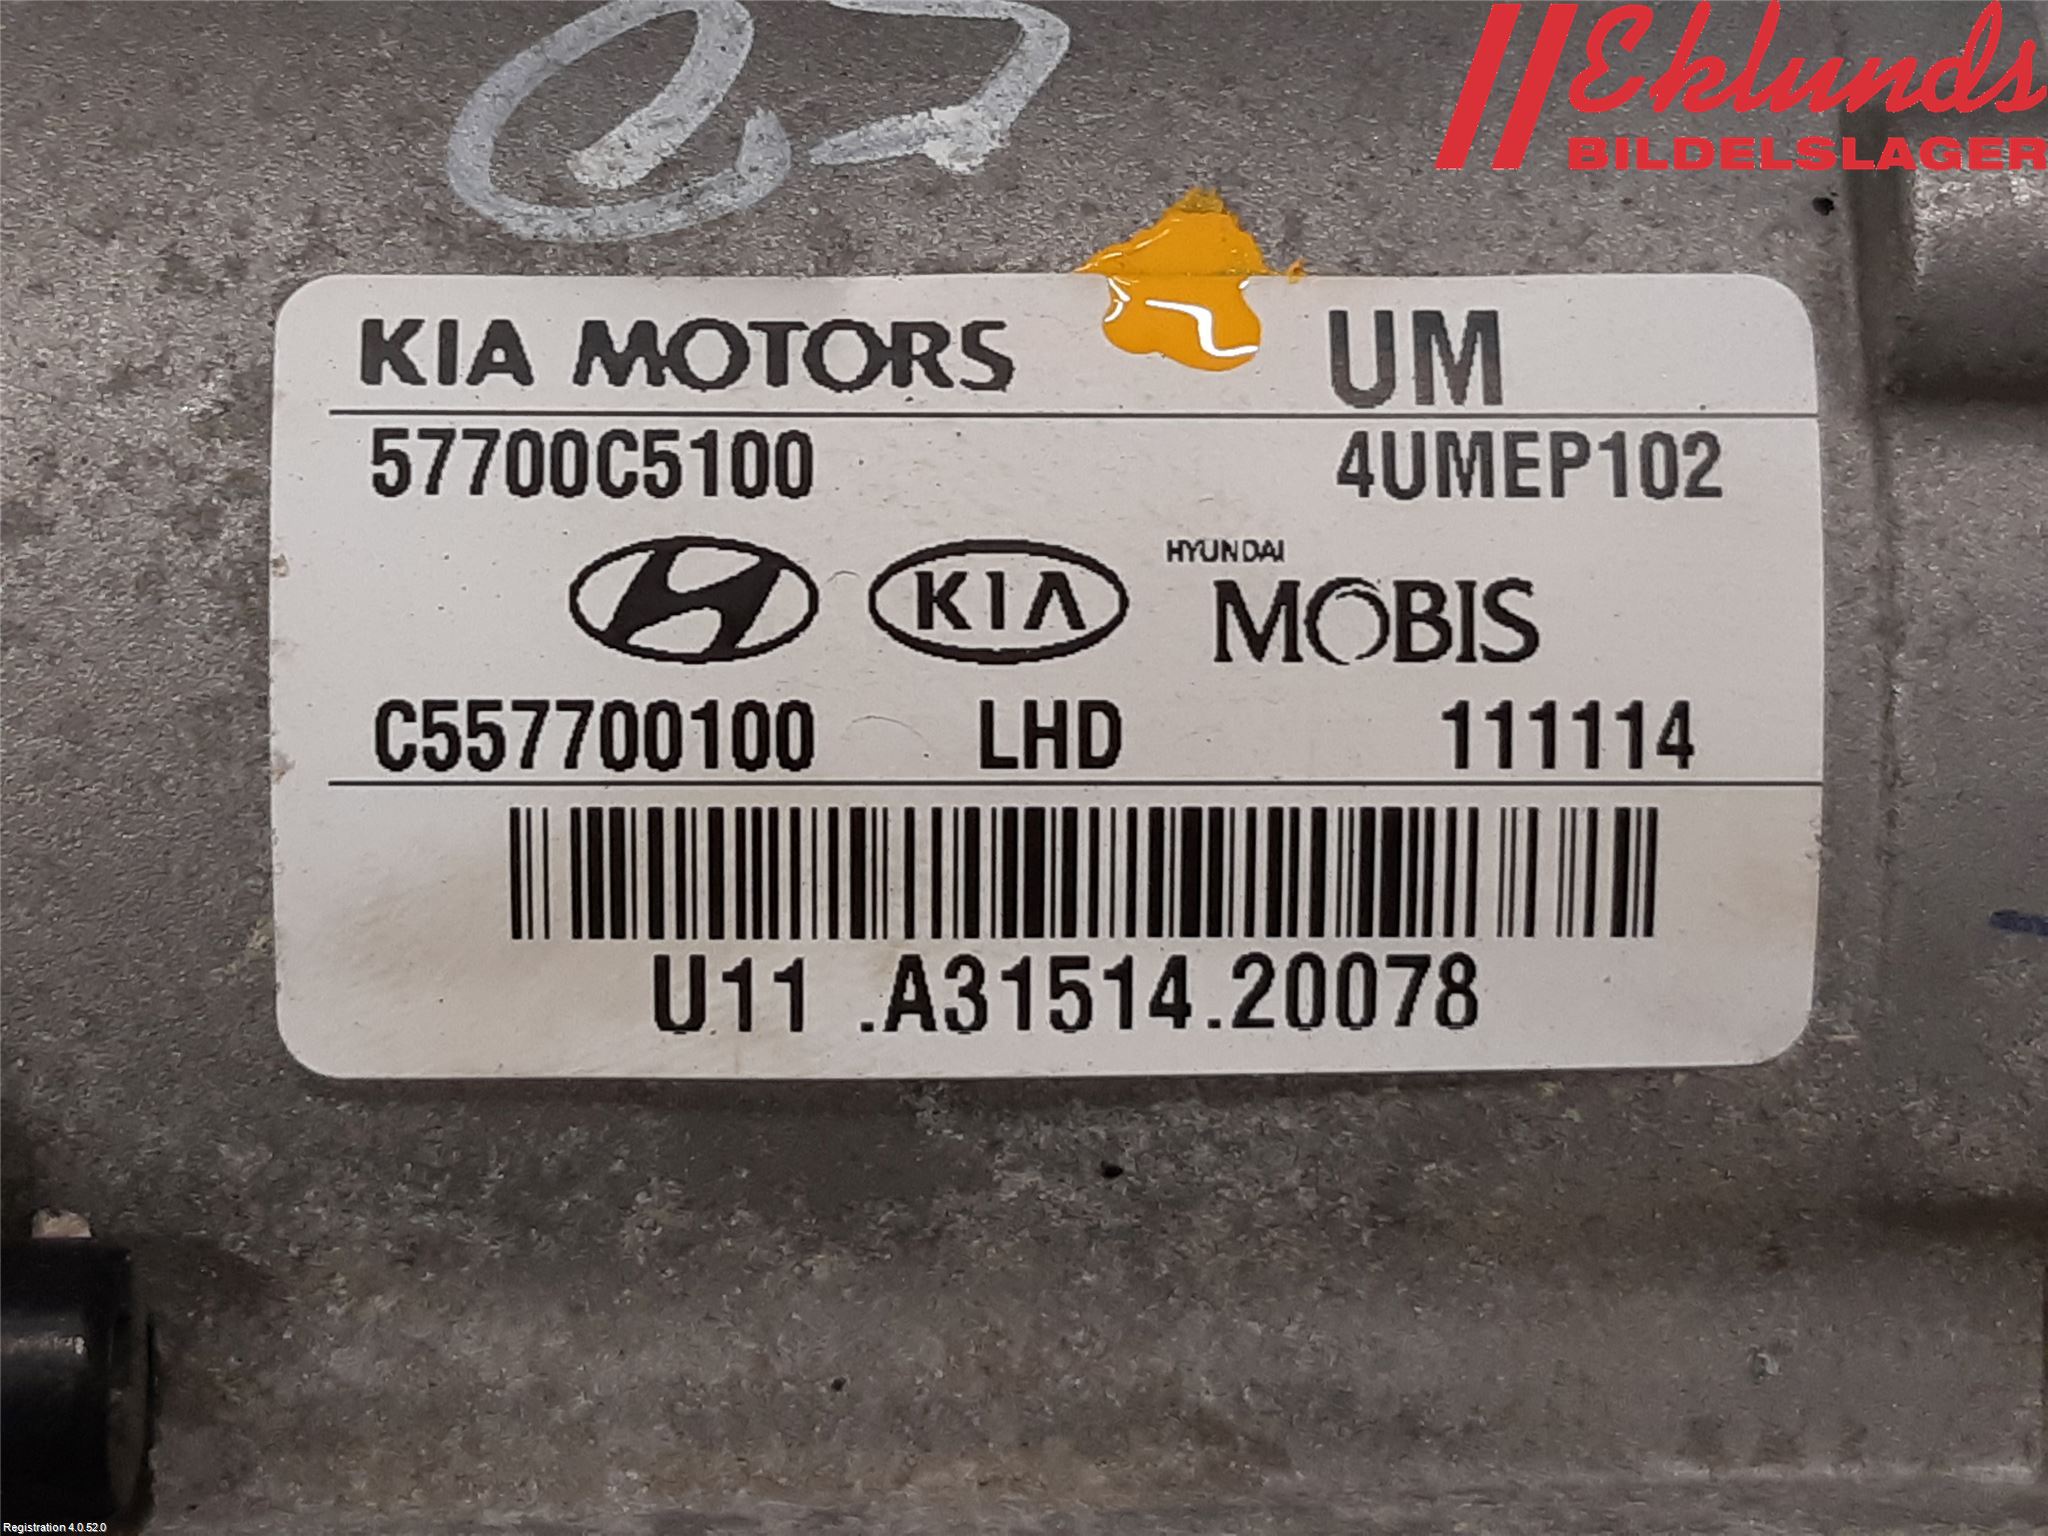 Eklunds
BILDELSLAGER
KIA MOTORS UM
57700C5100 4UMEP102
KIA HYUNDAI MOBIS
C557700100 LHD 111114
U11 .A31514.20078
Registration 4.0.52.0